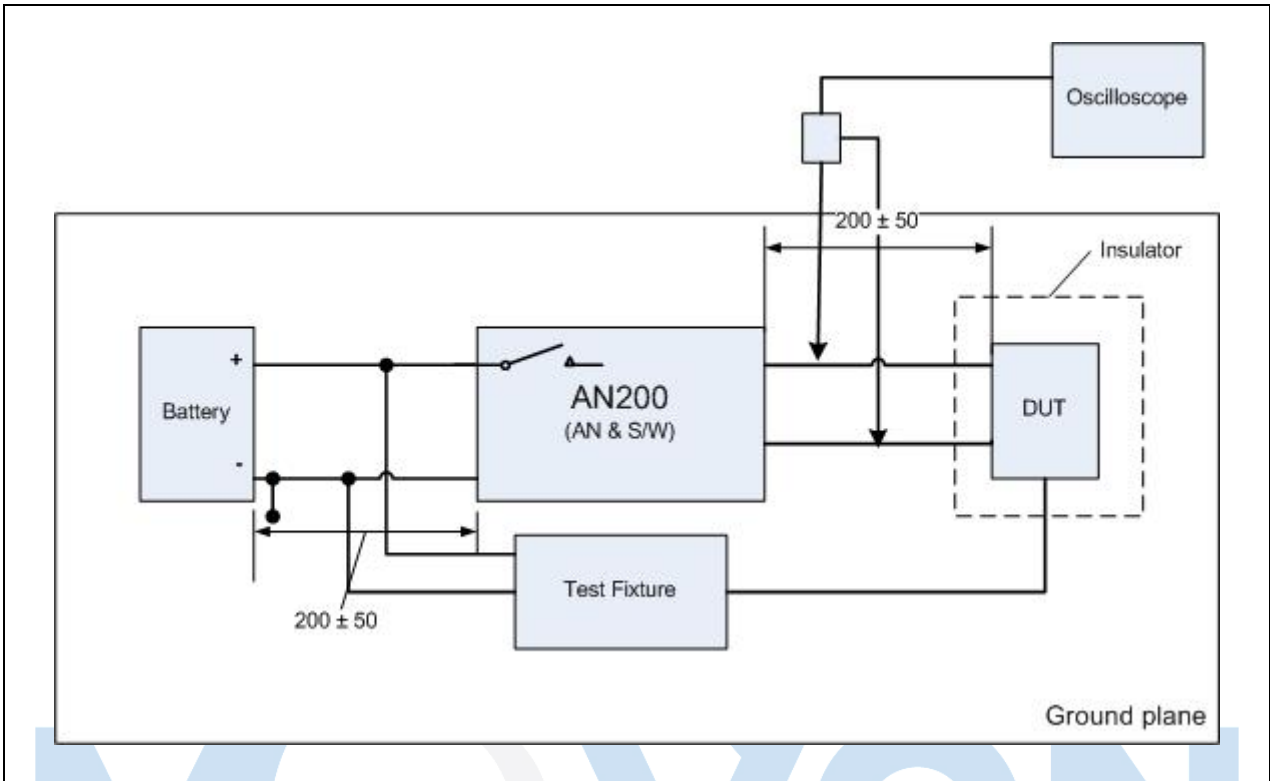 Oscilloscope
200 ± 50
Insulator
+
Battery
-
AN200
(AN & S/W)
DUT
Test Fixture
200 ± 50
Ground plane